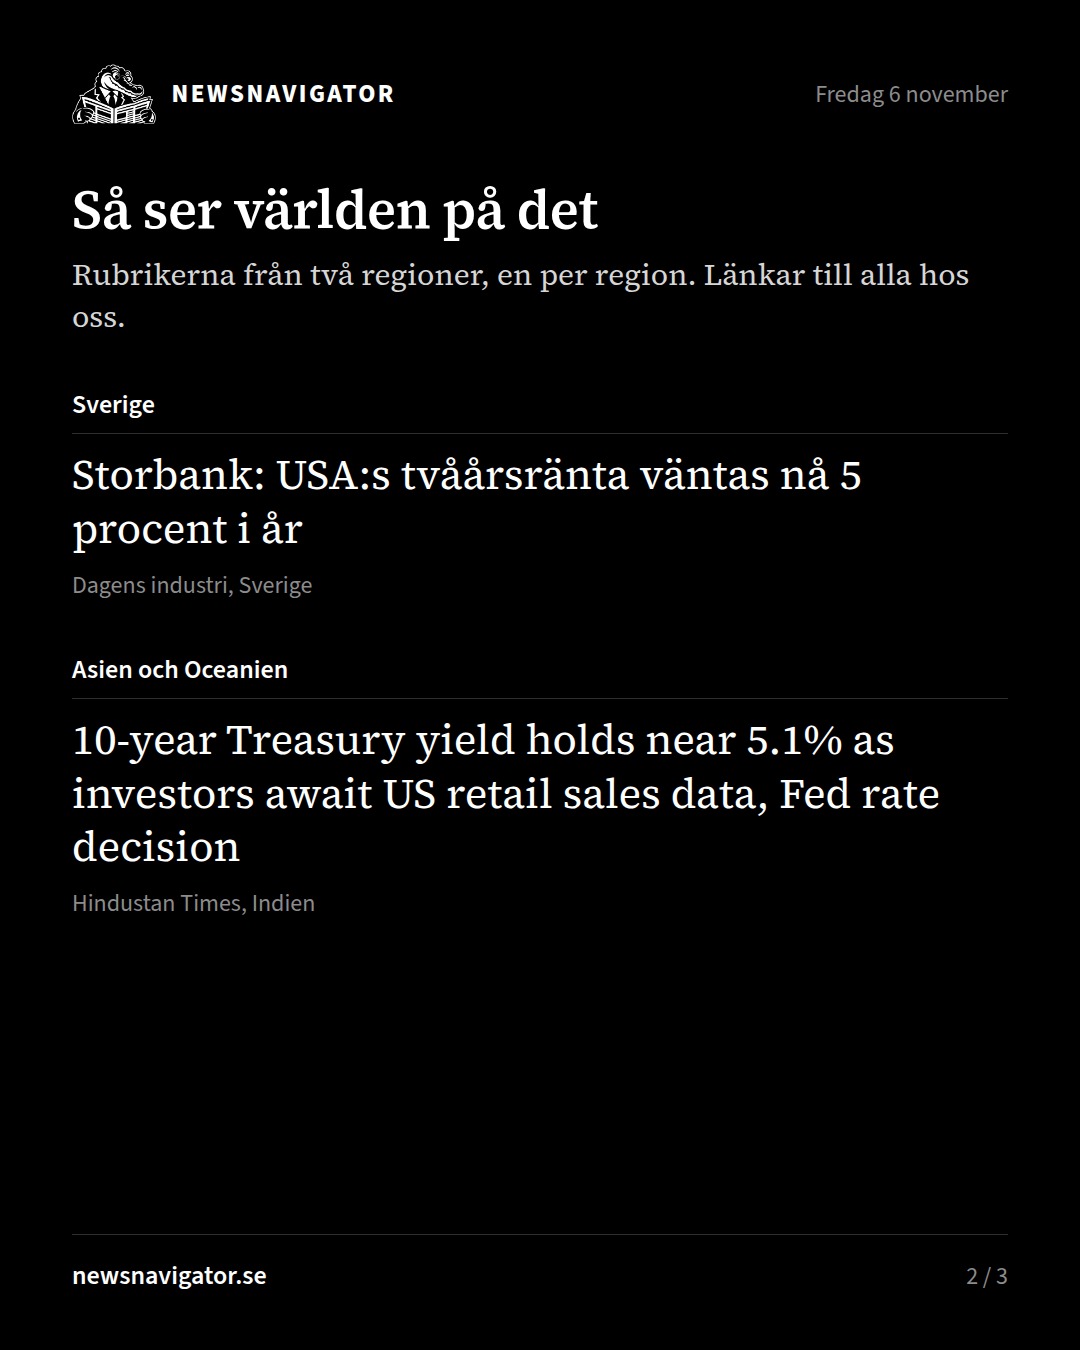 NEWSNAVIGATOR
Fredag 6 november
Så ser världen på det
Rubrikerna från två regioner, en per region. Länkar till alla hos
oss.
Sverige
Storbank: USA:s tvåårsränta väntas nå 5
procent i år
Dagens industri, Sverige
Asien och Oceanien
10-year Treasury yield holds near 5.1% as
investors await US retail sales data, Fed rate
decision
Hindustan Times, Indien
newsnavigator.se
2 / 3